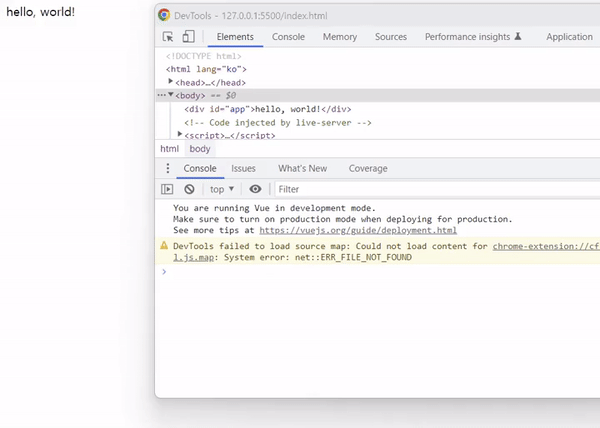 hello, world!
DevTools - 127.0.0.1:5500/index.html
Elements Console Memory Sources Performance insights Application
<!DOCTYPE html>
<html lang="ko">
<head>…</head>
<body> == $0
<div id="app">hello, world!</div>
<!-- Code injected by live-server -->
<script>…</script>
html body
Console Issues What's New Coverage
top Filter
You are running Vue in development mode.
Make sure to turn on production mode when deploying for production.
See more tips at https://vuejs.org/guide/deployment.html
DevTools failed to load source map: Could not load content for chrome-extension://cf
l.js.map: System error: net::ERR_FILE_NOT_FOUND